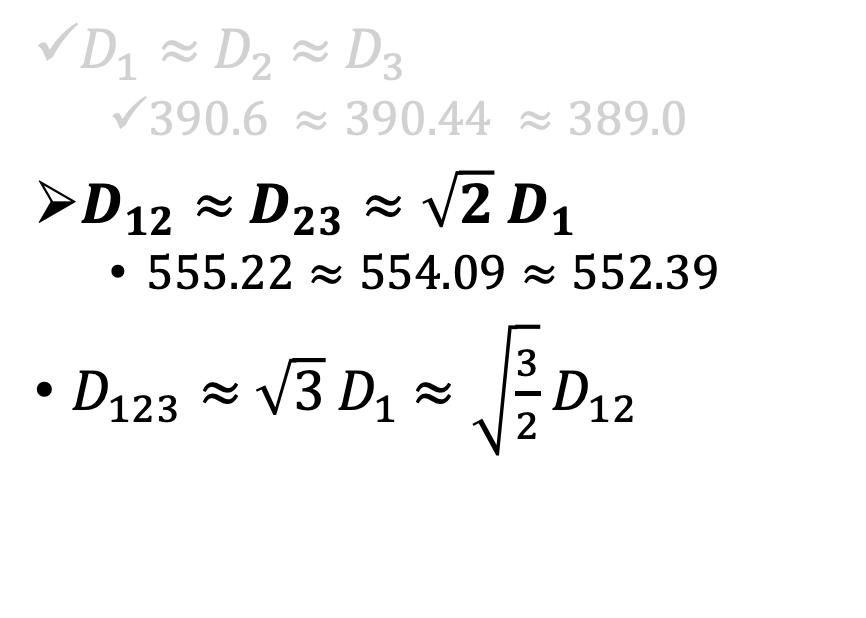 ✓D₁ ≈ D₂ ≈ D₃
✓390.6 ≈ 390.44 ≈ 389.0
➢D₁₂ ≈ D₂₃ ≈ √2 D₁
• 555.22 ≈ 554.09 ≈ 552.39
• D₁₂₃ ≈ √3 D₁ ≈ √(3/2) D₁₂